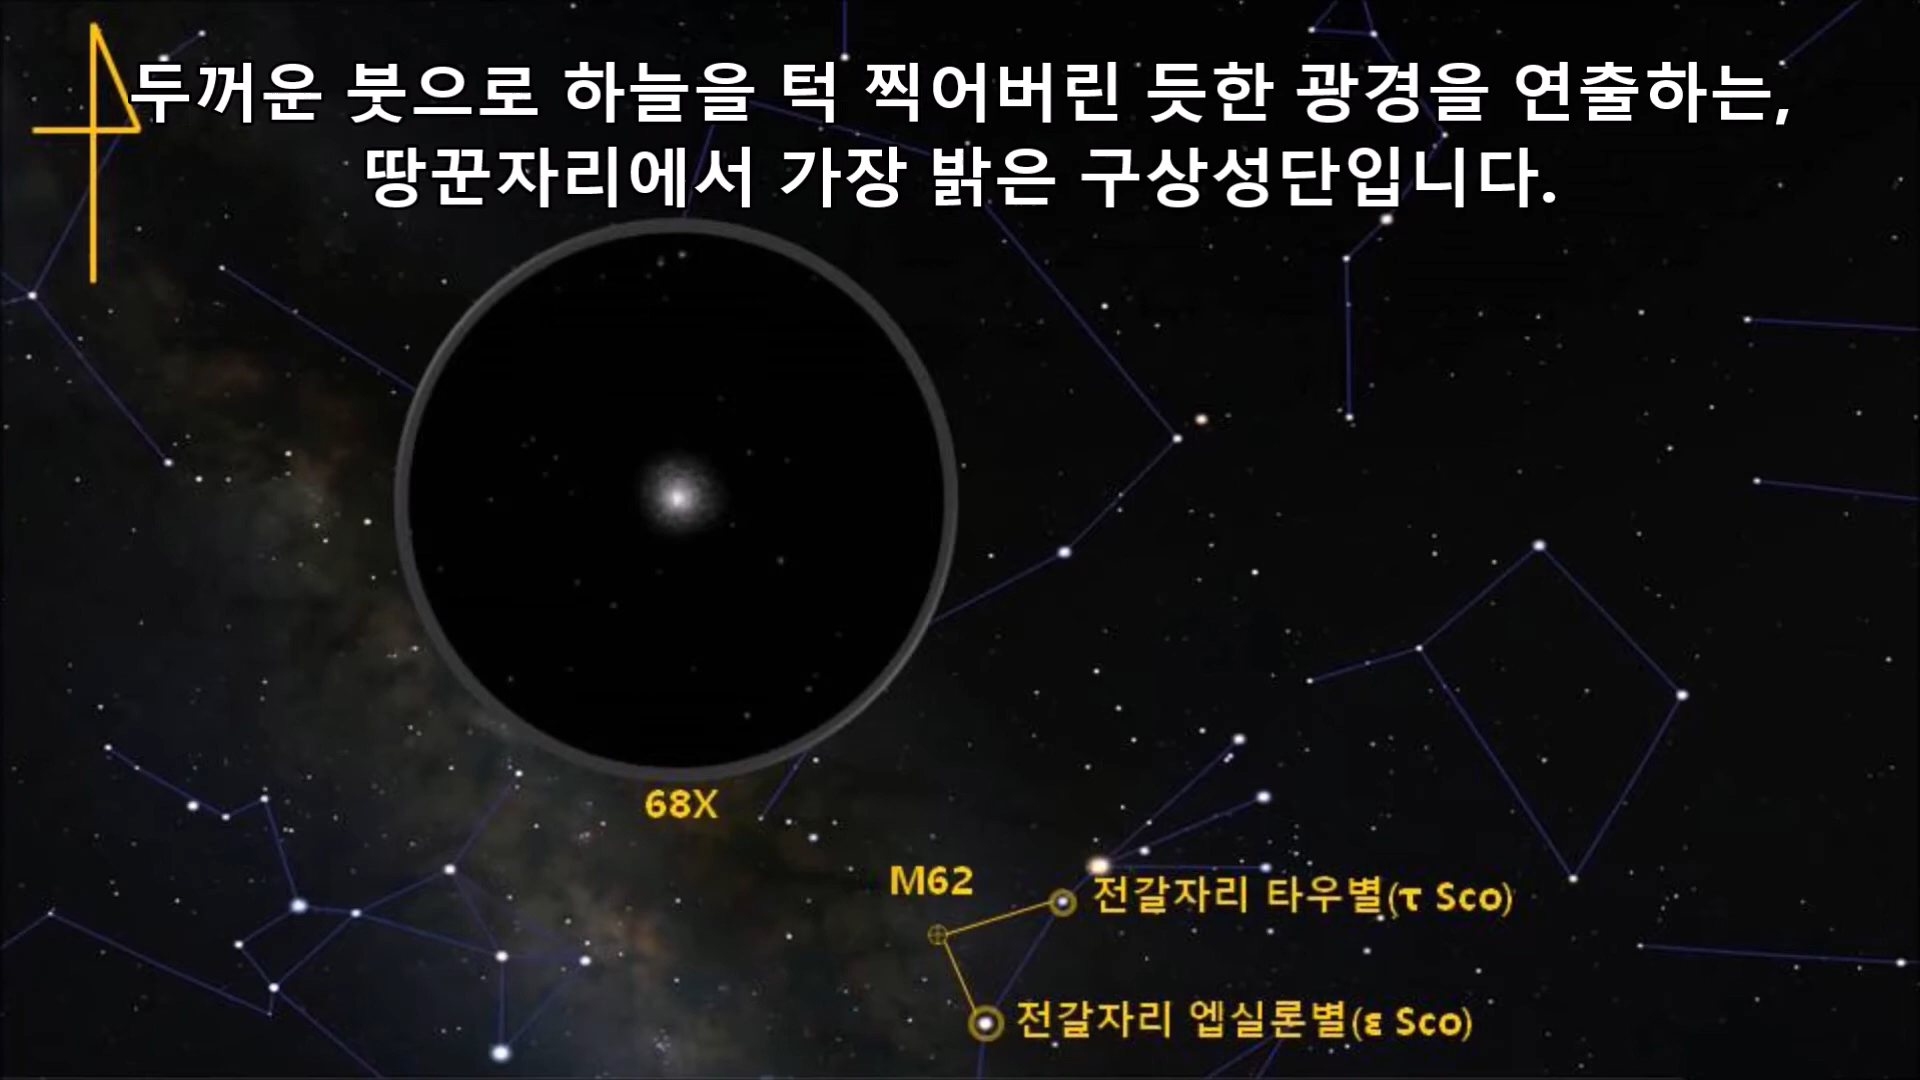 두꺼운 붓으로 하늘을 턱 찍어버린 듯한 광경을 연출하는,
땅꾼자리에서 가장 밝은 구상성단입니다.
68X
M62
전갈자리 타우별(τ Sco)
전갈자리 엡실론별(ε Sco)